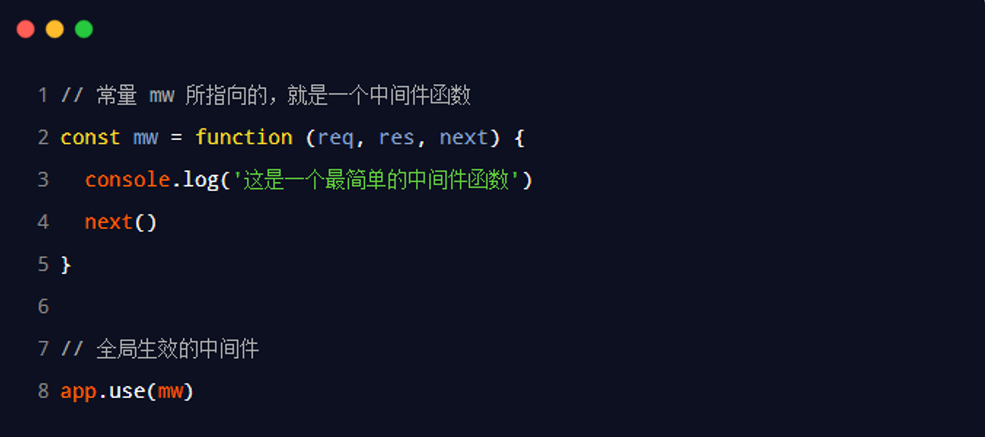 1 // 常量 mw 所指向的，就是一个中间件函数
2 const mw = function (req, res, next) {
3   console.log('这是一个最简单的中间件函数')
4   next()
5 }
6
7 // 全局生效的中间件
8 app.use(mw)